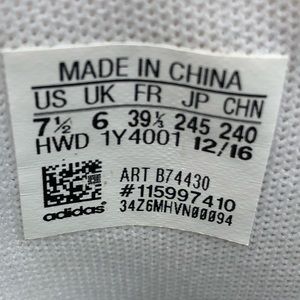 MADE IN CHINA
US UK FR JP CHN
7½ 6 39⅓ 245 240
HWD 1Y4001 12/16
ART B74430
#115997410
adidas 34Z6MHVN00094